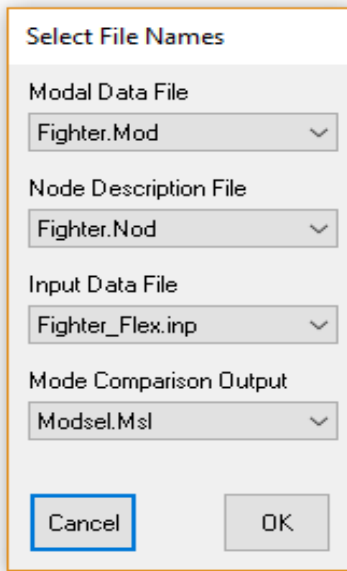 Select File Names
Modal Data File
Fighter.Mod
Node Description File
Fighter.Nod
Input Data File
Fighter_Flex.inp
Mode Comparison Output
Modsel.Msl
Cancel OK